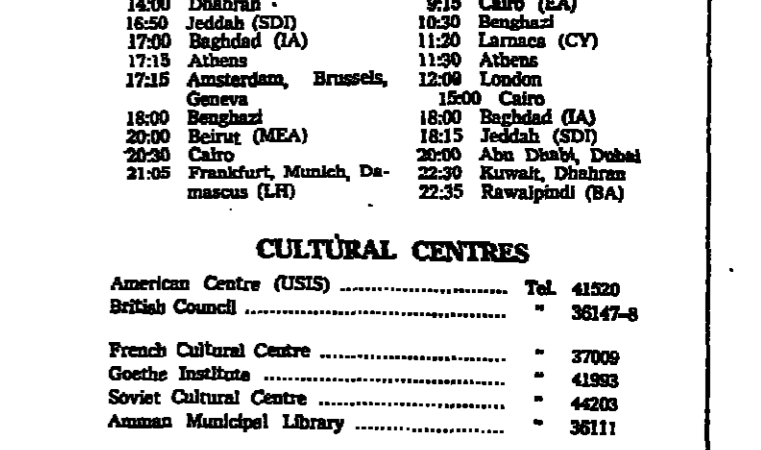 14:00 Dhahran
16:50 Jeddah (SDI)
17:00 Baghdad (IA)
17:15 Athens
17:15 Amsterdam, Brussels,
Geneva
18:00 Benghazi
20:00 Beirut (MEA)
20:30 Cairo
21:05 Frankfurt, Munich, Da-
mascus (LH)
9:15 Cairo (EA)
10:30 Benghazi
11:20 Larnaca (CY)
11:30 Athens
12:00 London
15:00 Cairo
18:00 Baghdad (IA)
18:15 Jeddah (SDI)
20:00 Abu Dhabi, Dubai
22:30 Kuwait, Dhahran
22:35 Rawalpindi (BA)
CULTURAL CENTRES
American Centre (USIS) .............................. Tel. 41520
British Council .............................................. " 36147-8
French Cultural Centre ................................ " 37009
Goethe Institute .......................................... " 41993
Soviet Cultural Centre ................................ " 44203
Amman Municipal Library .......................... " 36111